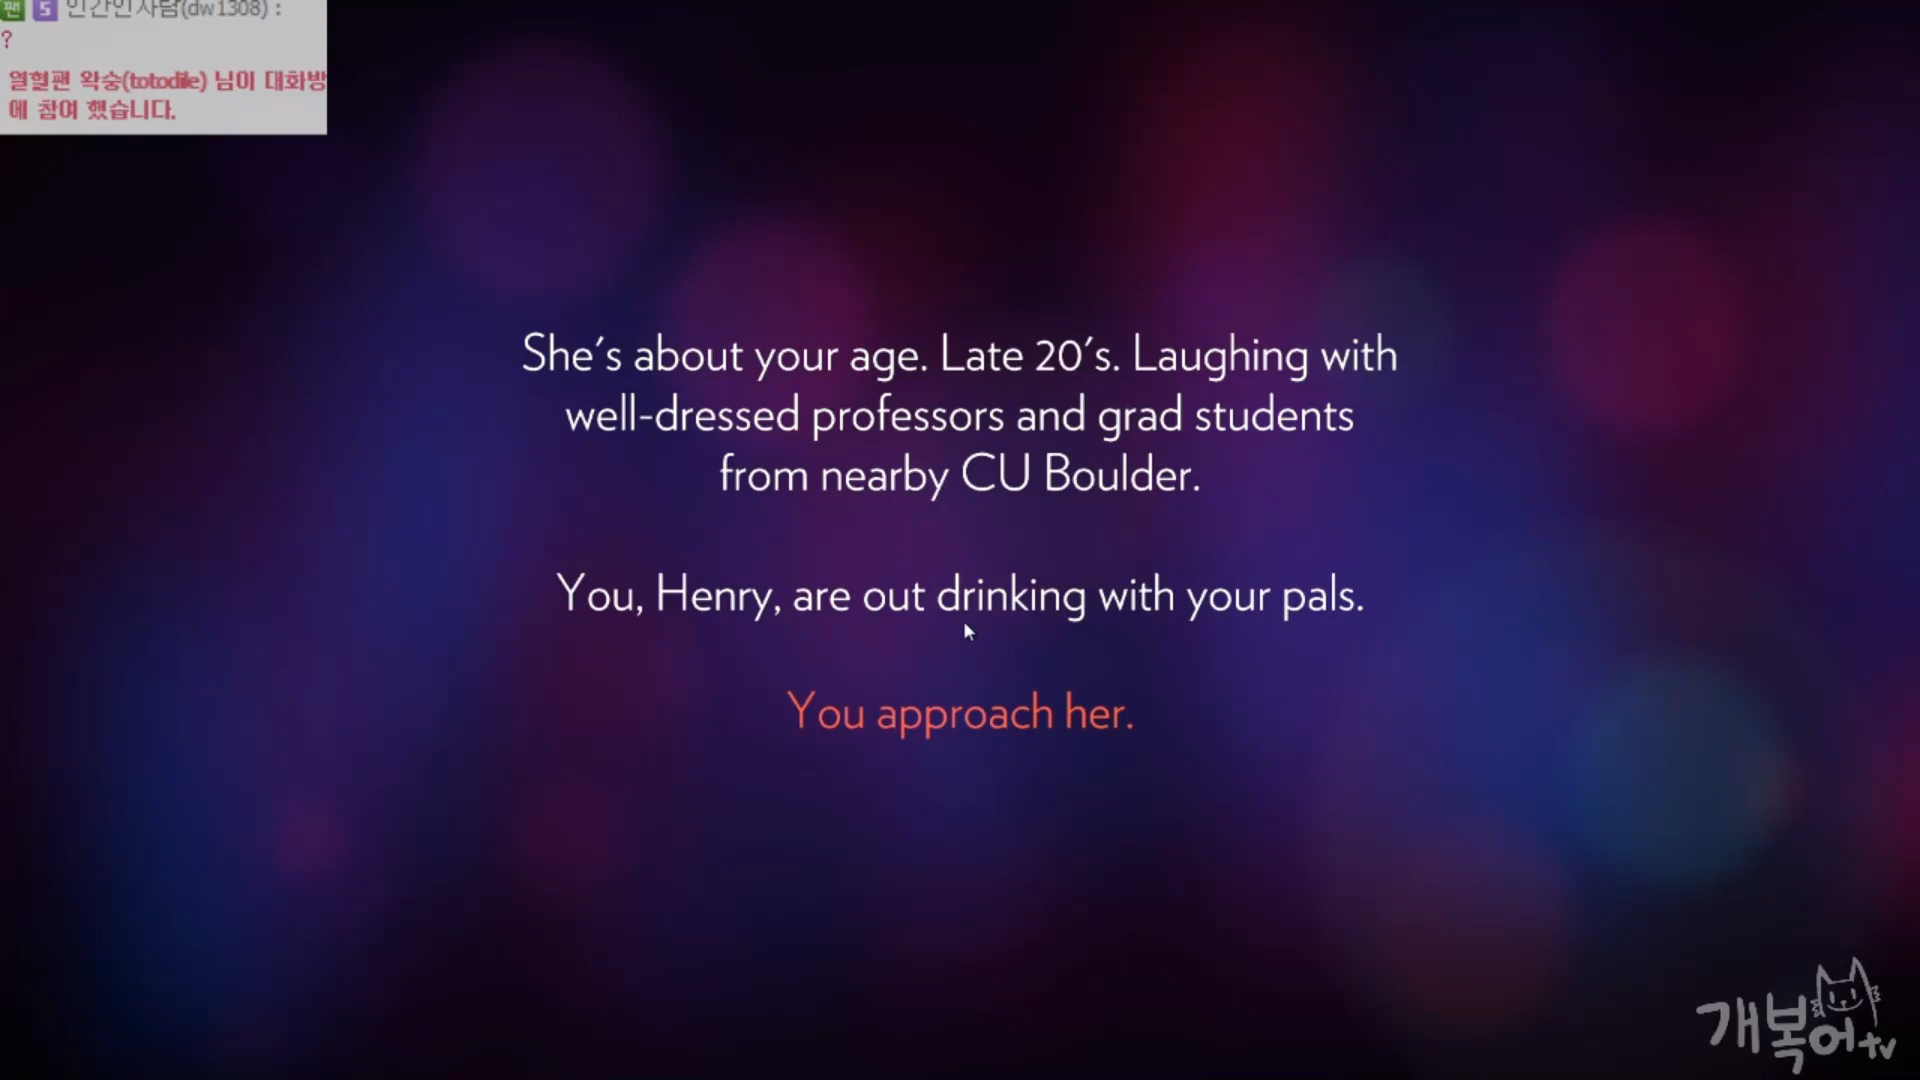 팬 5 인간인사람(dw1308) :
?
열혈팬 왁숭(totodile) 님이 대화방
에 참여 했습니다.
She's about your age. Late 20's. Laughing with
well-dressed professors and grad students
from nearby CU Boulder.
You, Henry, are out drinking with your pals.
You approach her.
개복어tv